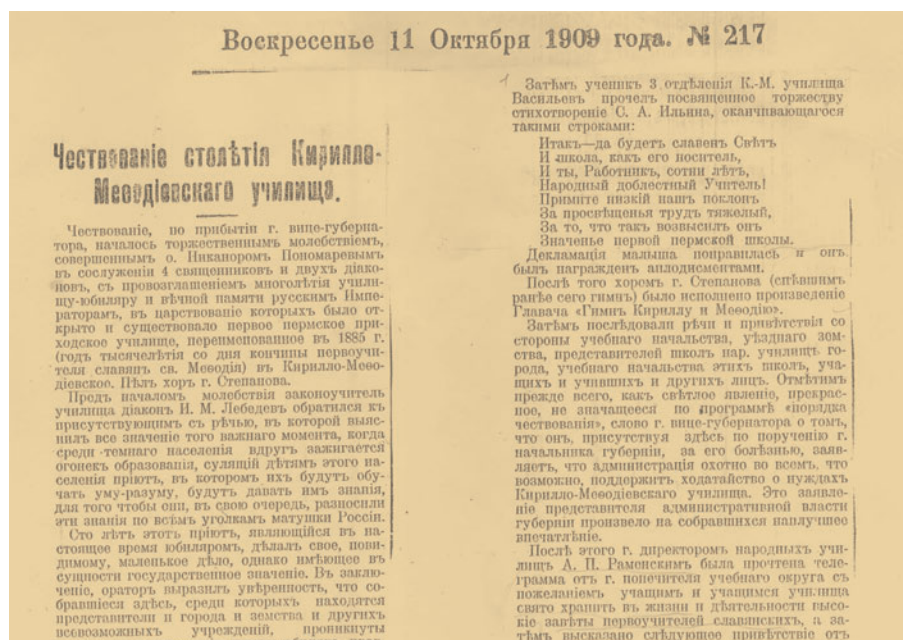 Воскресенье 11 Октября 1909 года. № 217
Чествованіе столѣтія Кирилло-
Меѳодіевскаго училища.
Чествованіе, по прибытіи г. вице-губерна-
тора, началось торжественнымъ молебствіемъ,
совершеннымъ о. Никаноромъ Пономаревымъ
въ сослуженіи 4 священниковъ и двухъ діако-
новъ, съ провозглашеніемъ многолѣтія учили-
щу-юбиляру и вѣчной памяти русскимъ Импе-
раторамъ, въ царствованіе которыхъ было от-
крыто и существовало первое пермское при-
ходское училище, переименованное въ 1885 г.
(годъ тысячелѣтія со дня кончины первоучи-
теля славянъ св. Меѳодія) въ Кирилло-Меѳо-
діевское. Пѣлъ хоръ г. Степанова.
Предъ началомъ молебствія законоучитель
училища діаконъ И. М. Лебедевъ обратился къ
присутствующимъ съ рѣчью, въ которой выяс-
нилъ все значеніе того важнаго момента, когда
среди темнаго населенія вдругъ зажигается
огонекъ образованія, сулящій дѣтямъ этого на-
селенія пріютъ, въ которомъ ихъ будутъ обу-
чать уму-разуму, будутъ давать имъ знанія,
для того чтобы они, въ свою очередь, разносили
эти знанія по всѣмъ уголкамъ матушки Россіи.
Сто лѣтъ этотъ пріютъ, являющійся въ на-
стоящее время юбиляромъ, дѣлалъ свое, пови-
димому, маленькое дѣло, однако имѣющее въ
сущности государственное значеніе. Въ заклю-
ченіе, ораторъ выразилъ увѣренность, что со-
бравшіеся здѣсь, среди которыхъ находятся
представители и города и земства и другихъ
всевозможныхъ учрежденій, проникнуты
Затѣмъ ученикъ 3 отдѣленія К.-М. училища
Васильевъ прочелъ посвященное торжеству
стихотвореніе С. А. Ильина, оканчивающагося
такими строками:
Итакъ—да будетъ славенъ Свѣтъ
И школа, какъ его носитель,
И ты, Работникъ, сотни лѣтъ,
Народный доблестный Учитель!
Примите низкій нашъ поклонъ
За просвѣщенья трудъ тяжелый,
За то, что такъ возвысилъ онъ
Значенье первой пермской школы.
Декламація малыша понравилась и онъ
былъ награжденъ аплодисментами.
Послѣ того хоромъ г. Степанова (спѣвшимъ
ранѣе сего гимнъ) было исполнено произведеніе
Главача «Гимнъ Кириллу и Меѳодію».
Затѣмъ послѣдовали рѣчи и привѣтствія со
стороны учебнаго начальства, уѣзднаго зем-
ства, представителей школъ нар. училищъ го-
рода, учебнаго начальства этихъ школъ, уча-
щихъ и учившихъ и другихъ лицъ. Отмѣтимъ
прежде всего, какъ свѣтлое явленіе, прекрас-
ное, не значащееся по программѣ «порядка
чествованія», слово г. вице-губернатора о томъ,
что онъ, присутствуя здѣсь по порученію г.
начальника губерніи, за его болѣзнью, заяв-
ляетъ, что администрація охотно во всемъ, что
возможно, поддержитъ ходатайство о нуждахъ
Кирилло-Меѳодіевскаго училища. Это заявле-
ніе представителя административной власти
губерніи произвело на собравшихся наилучшее
впечатлѣніе.
Послѣ этого г. директоромъ народныхъ учи-
лищъ А. П. Раменскимъ была прочтена теле-
грамма отъ г. попечителя учебнаго округа съ
пожеланіемъ учащимъ и учащимся училища
свято хранить въ жизни и дѣятельности высо-
кіе завѣты первоучителей славянскихъ, а за-
тѣмъ высказано слѣдующее привѣтствіе отъ